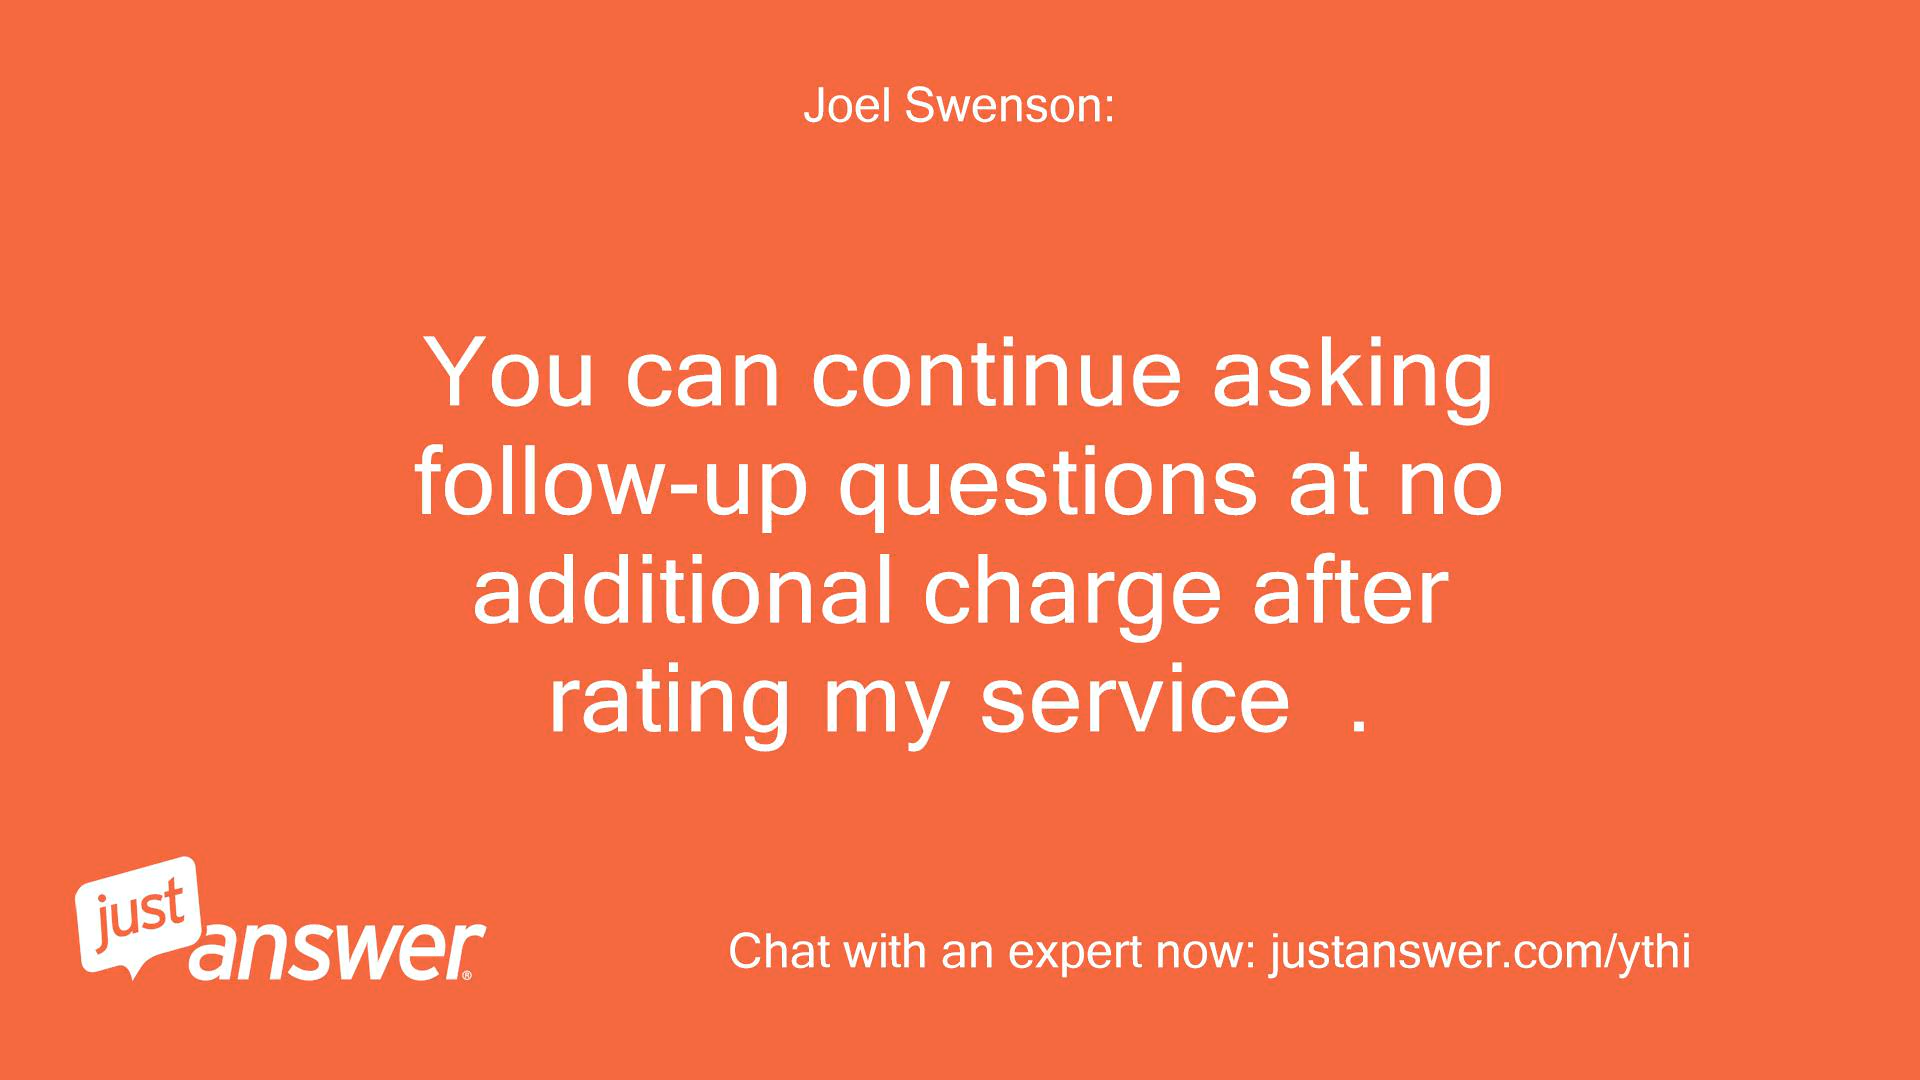 Joel Swenson:
You can continue asking
follow-up questions at no
additional charge after
rating my service  .
just
answer®
Chat with an expert now: justanswer.com/ythi